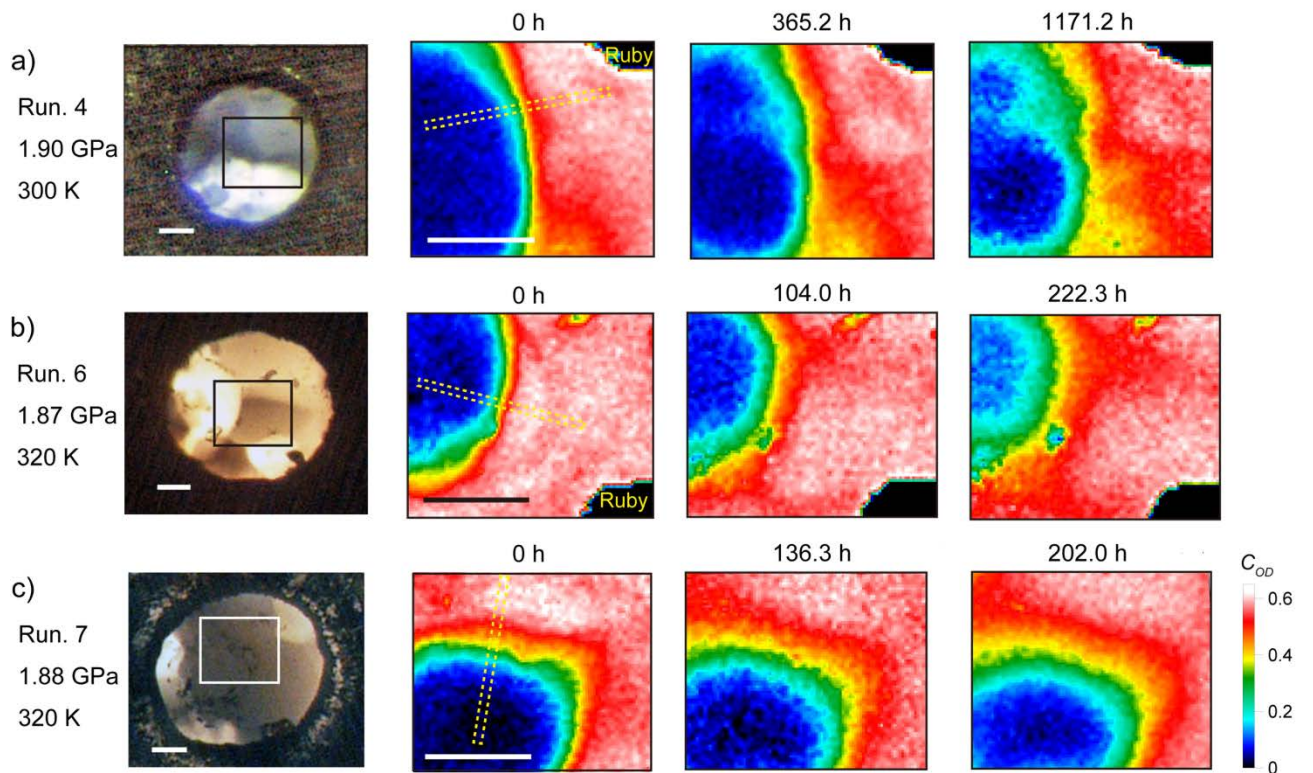 a)
Run. 4
1.90 GPa
300 K
0 h
365.2 h
1171.2 h
Ruby
b)
Run. 6
1.87 GPa
320 K
0 h
104.0 h
222.3 h
Ruby
c)
Run. 7
1.88 GPa
320 K
0 h
136.3 h
202.0 h
C_OD
0.6
0.4
0.2
0